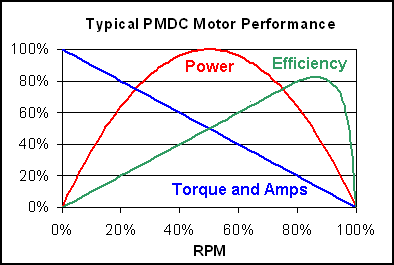 Typical PMDC Motor Performance
100%
80%
60%
40%
20%
0%
Power
Efficiency
Torque and Amps
0% 20% 40% 60% 80% 100%
RPM